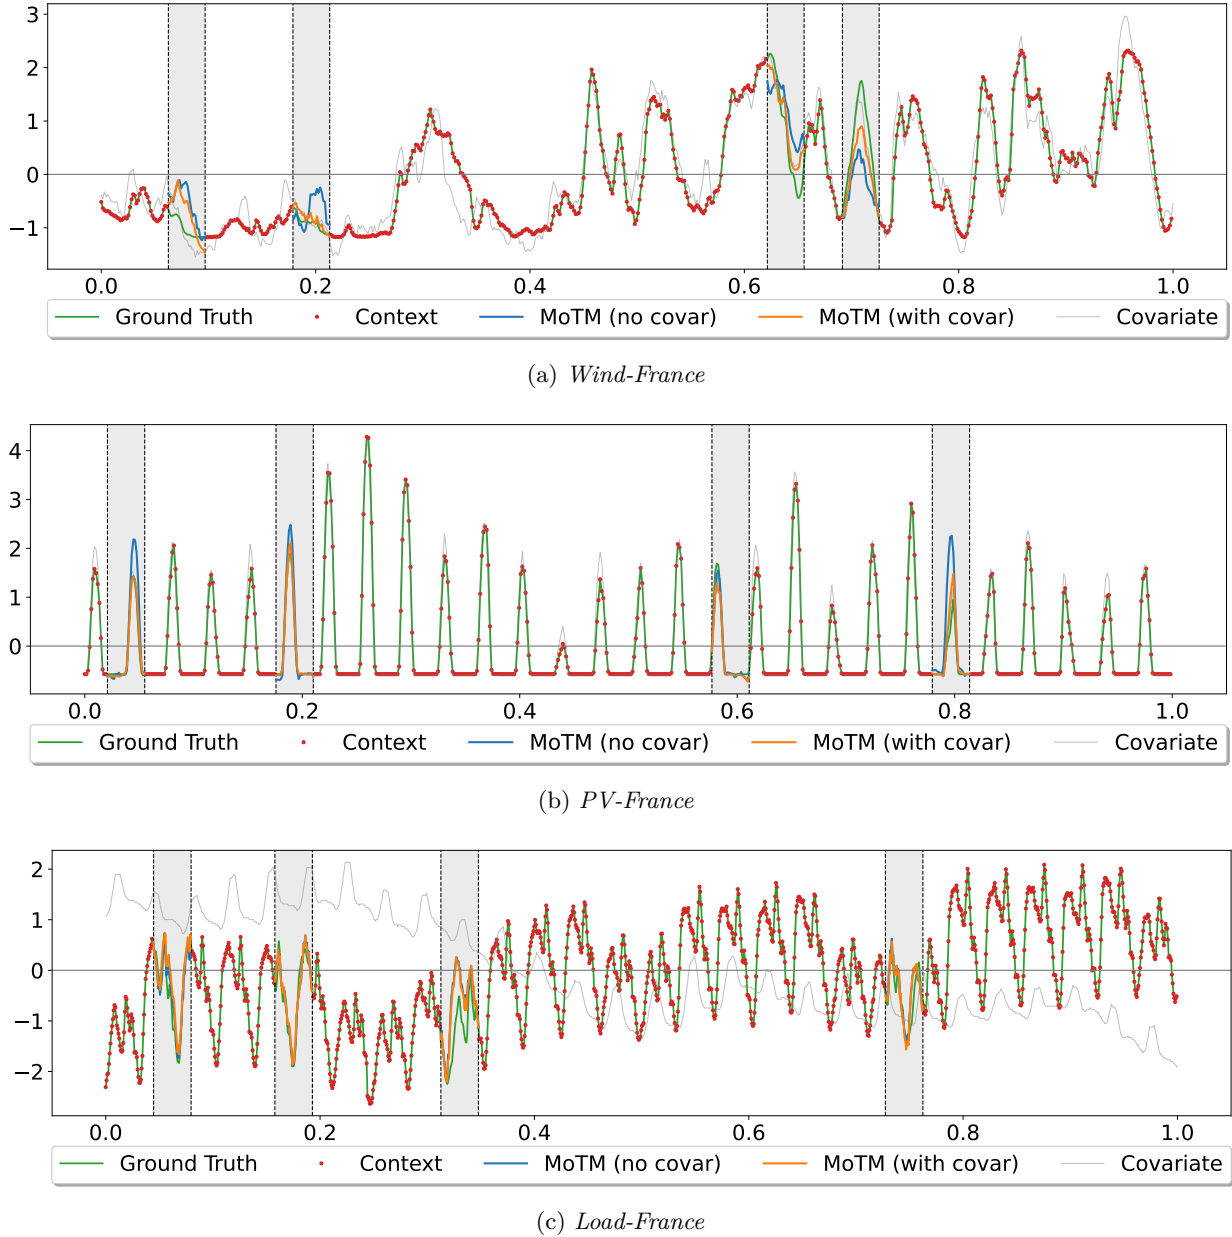 3
2
1
0
−1
0.0 0.2 0.4 0.6 0.8 1.0
Ground Truth Context MoTM (no covar) MoTM (with covar) Covariate
(a) Wind-France
4
3
2
1
0
0.0 0.2 0.4 0.6 0.8 1.0
Ground Truth Context MoTM (no covar) MoTM (with covar) Covariate
(b) PV-France
2
1
0
−1
−2
0.0 0.2 0.4 0.6 0.8 1.0
Ground Truth Context MoTM (no covar) MoTM (with covar) Covariate
(c) Load-France